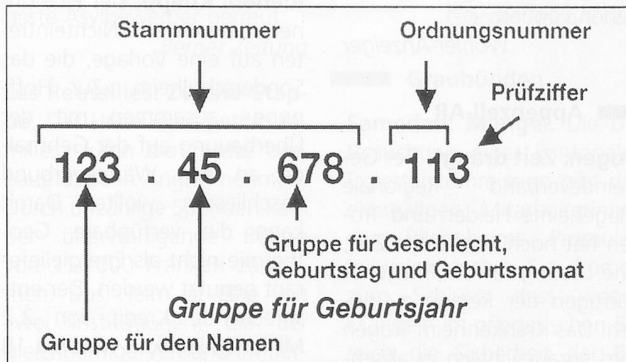 Stammnummer
Ordnungsnummer
Prüfziffer
123 . 45 . 678 . 113
Gruppe für Geschlecht,
Geburtstag und Geburtsmonat
Gruppe für Geburtsjahr
Gruppe für den Namen